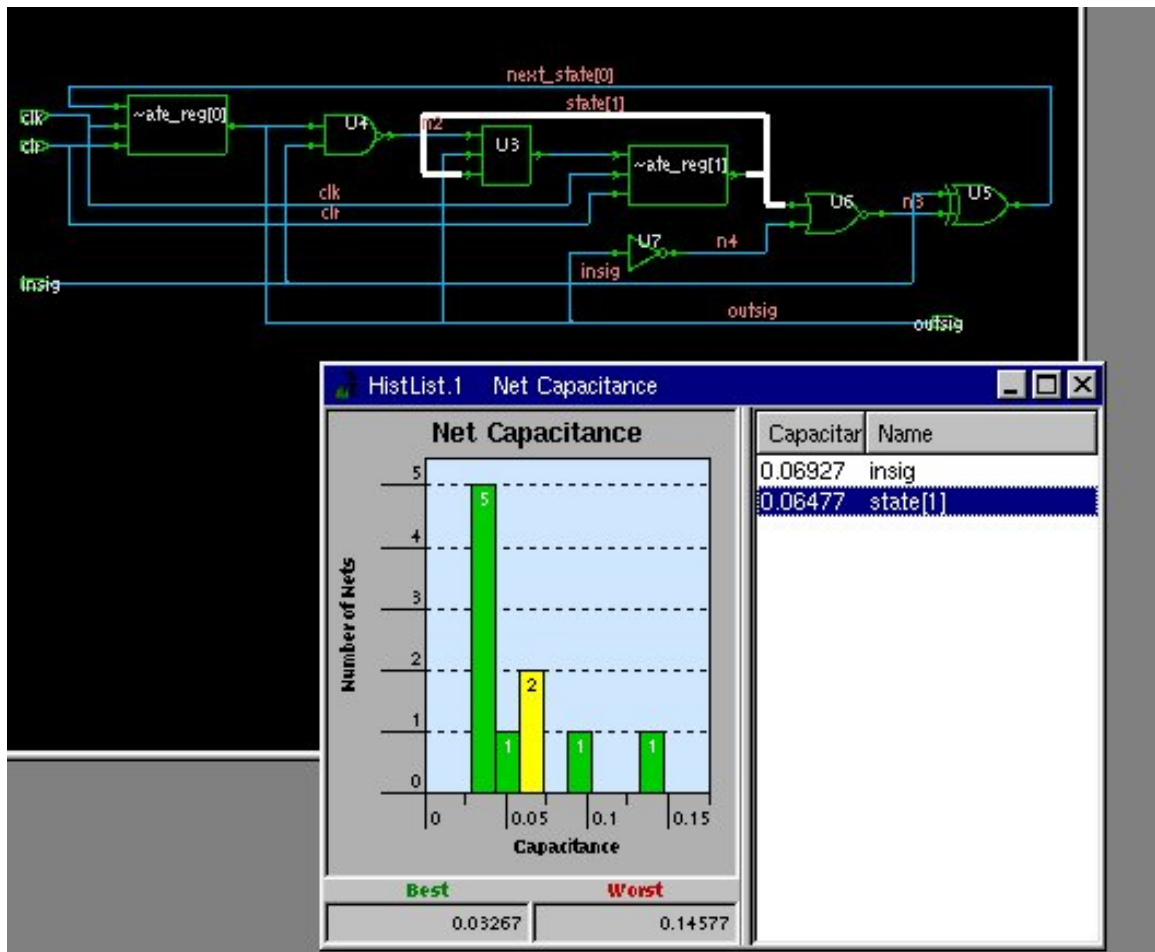 next_state[0]
state[1]
clk
~ate_reg[0]
U4
n2
clr
U3
~ate_reg[1]
clk
clr
U6
n3
U5
U7
n4
insig
insig
outsig
outsig
HistList.1 Net Capacitance
Net Capacitance
Capacitar Name
0.06927 insig
0.06477 state[1]
Number of Nets
5
4
3
2
1
0
5
1
2
1
1
0
0.05
0.1
0.15
Capacitance
Best
Worst
0.03267
0.14577